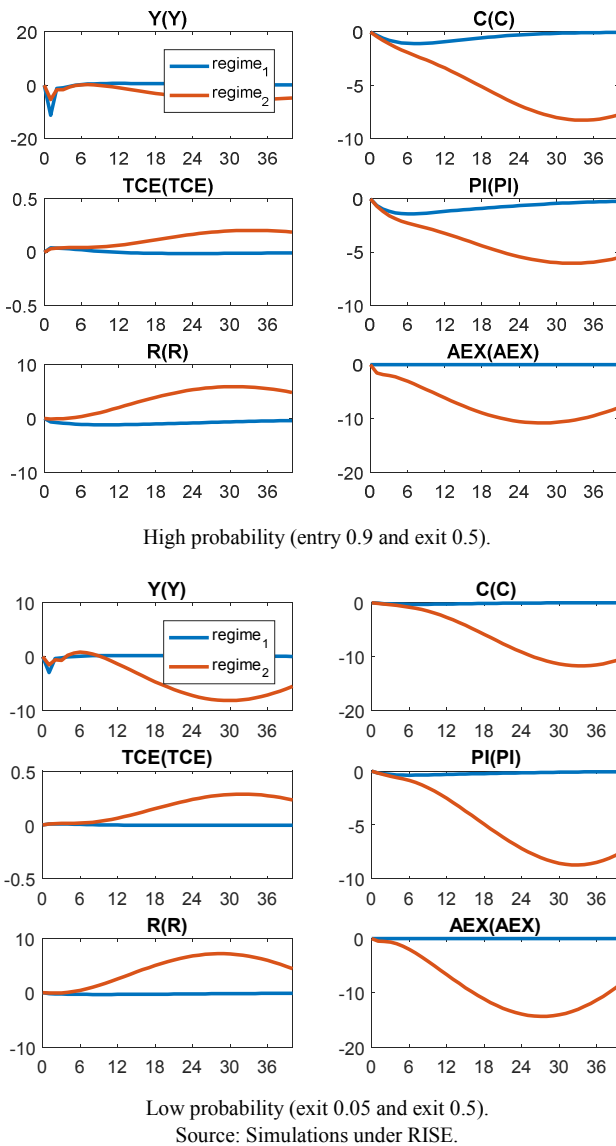 Y(Y) C(C)
20 0
regime1
0 -5
regime2
-20 -10
0 6 12 18 24 30 36 0 6 12 18 24 30 36
TCE(TCE) PI(PI)
0.5 0
0 -5
-0.5 -10
0 6 12 18 24 30 36 0 6 12 18 24 30 36
R(R) AEX(AEX)
10 0
0 -10
-10 -20
0 6 12 18 24 30 36 0 6 12 18 24 30 36
High probability (entry 0.9 and exit 0.5).
Y(Y) C(C)
10 0
regime1
0 -10
regime2
-10 -20
0 6 12 18 24 30 36 0 6 12 18 24 30 36
TCE(TCE) PI(PI)
0.5 0
0 -5
-0.5 -10
0 6 12 18 24 30 36 0 6 12 18 24 30 36
R(R) AEX(AEX)
10 0
0 -10
-10 -20
0 6 12 18 24 30 36 0 6 12 18 24 30 36
Low probability (exit 0.05 and exit 0.5).
Source: Simulations under RISE.